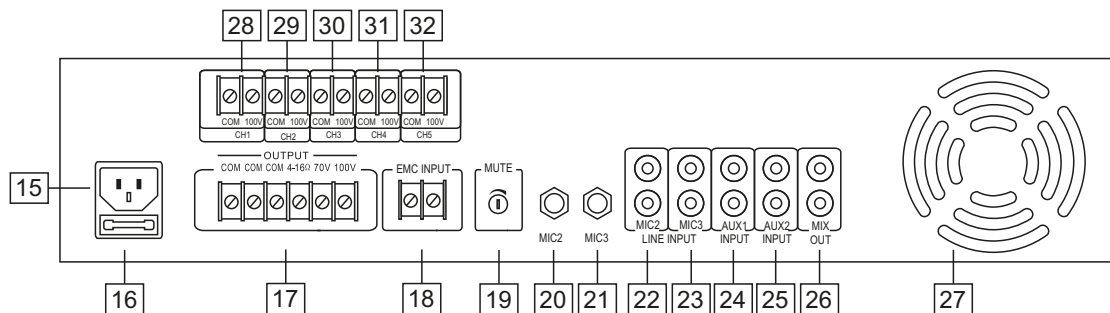 28 29 30 31 32
COM 100V COM 100V COM 100V COM 100V COM 100V
CH1 CH2 CH3 CH4 CH5
OUTPUT
COM COM COM 4-16Ω 70V 100V
EMC INPUT
MUTE
15
MIC2 MIC3
MIC2 MIC3 AUX1 AUX2 MIX
LINE INPUT INPUT INPUT OUT
16 17 18 19 20 21 22 23 24 25 26 27